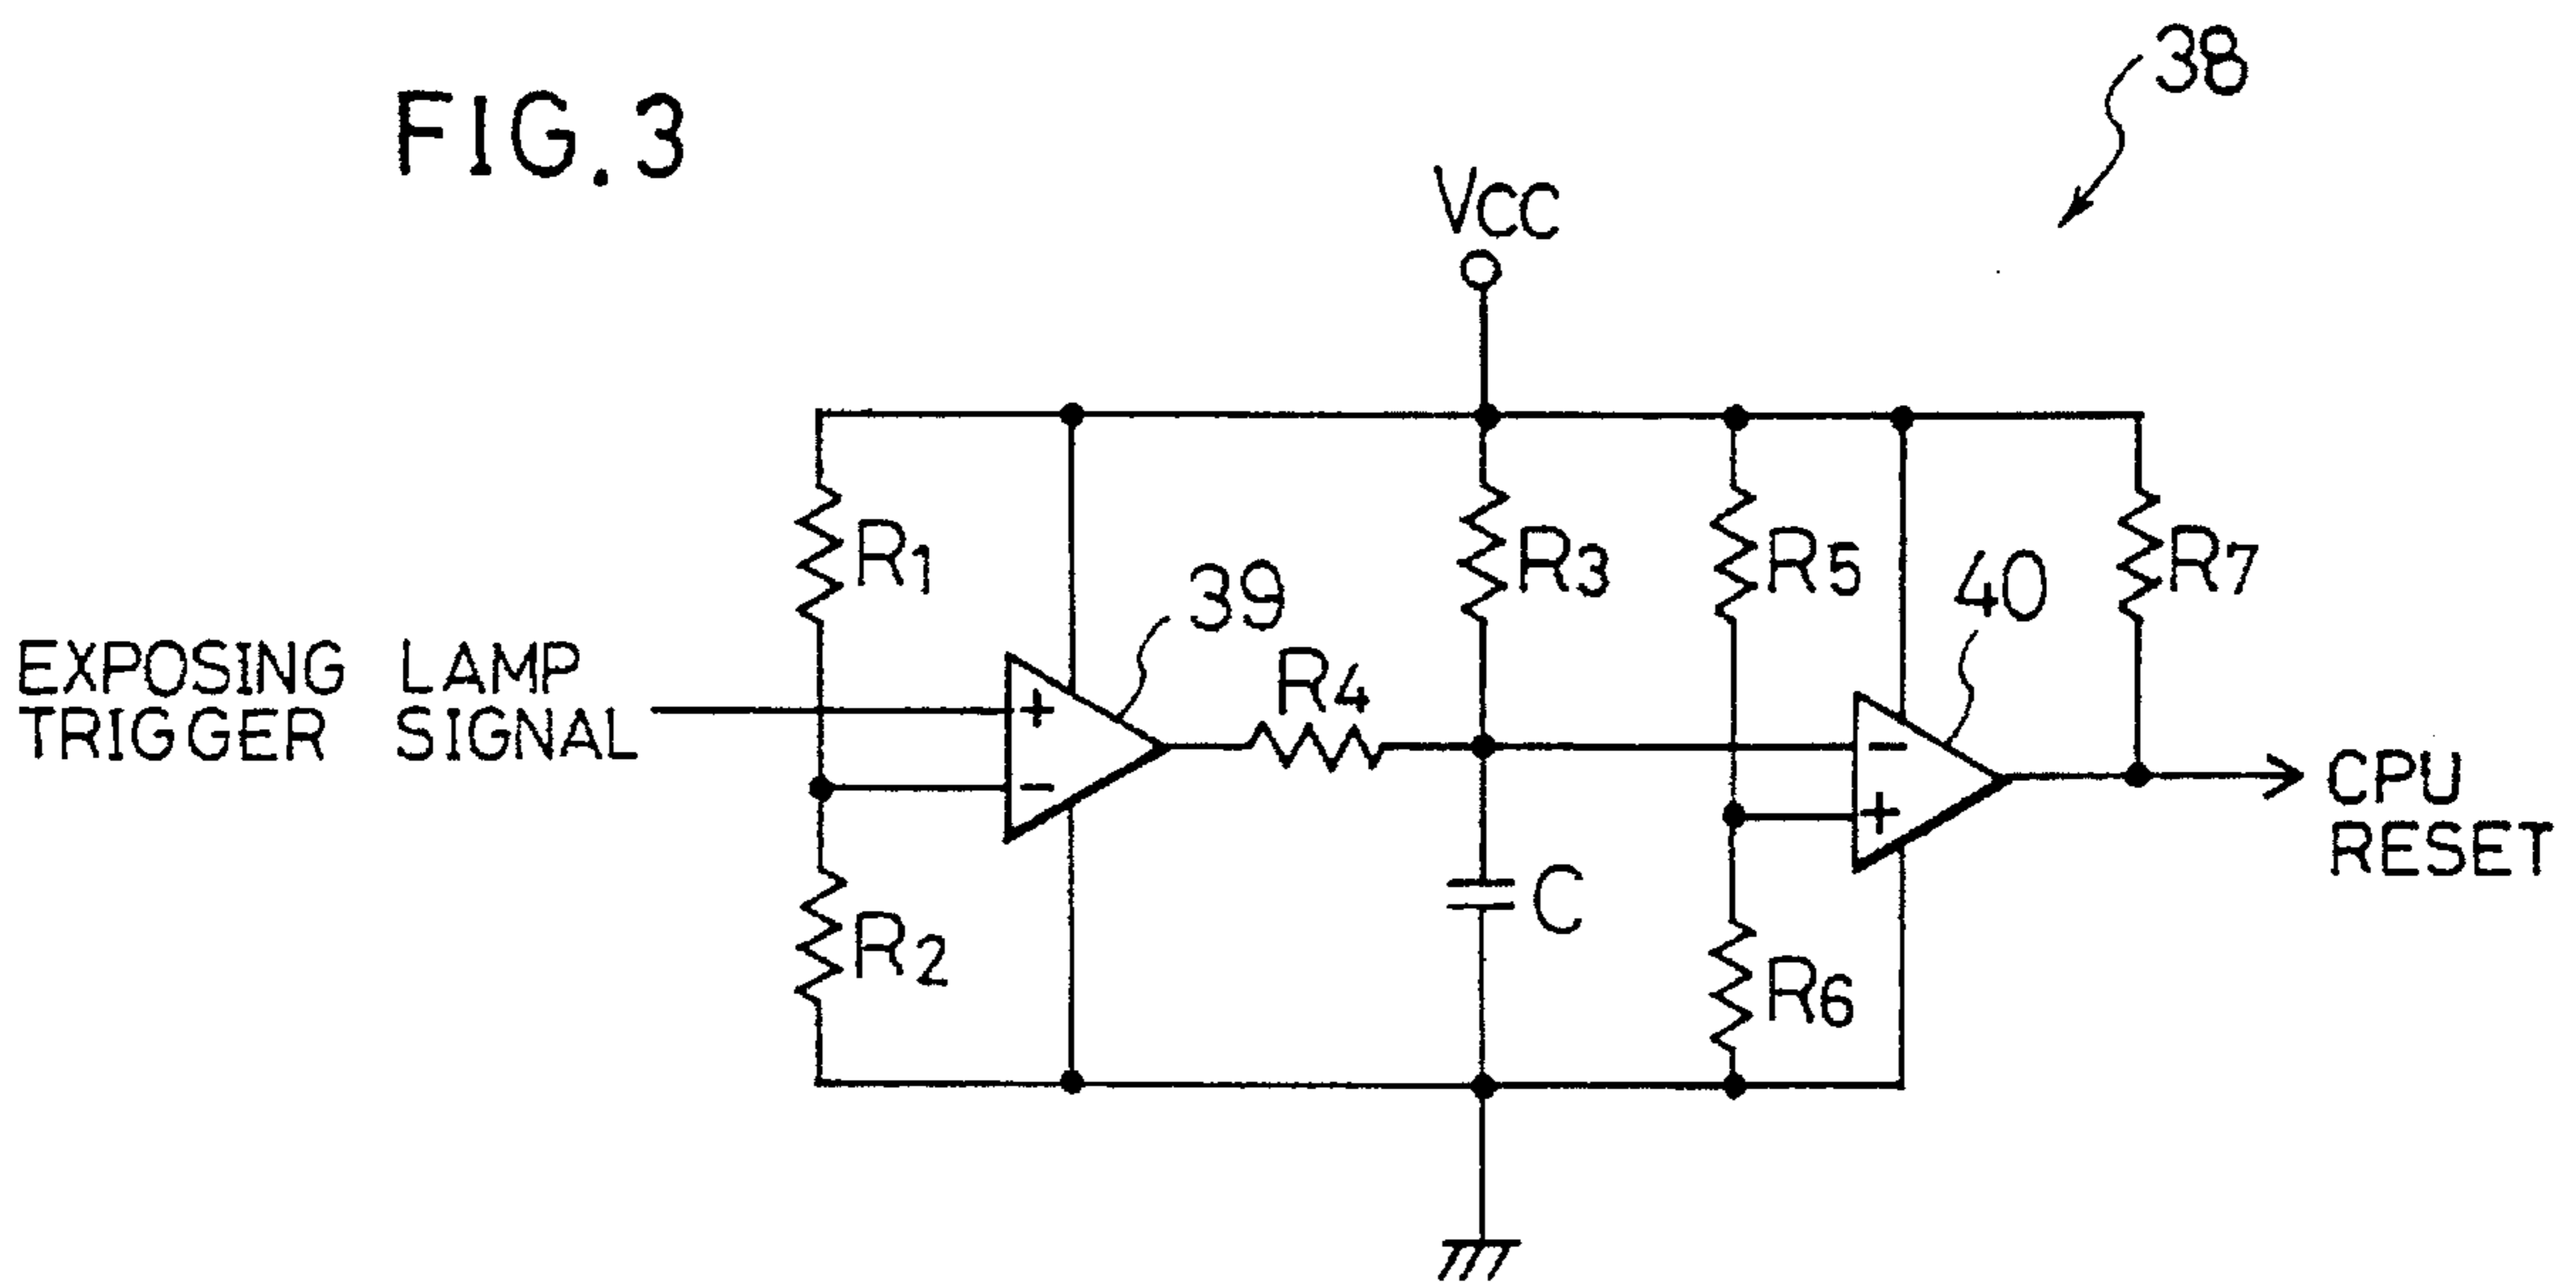 FIG.3
38
VCC
R1
39
R4
R3
R5
40
R7
EXPOSING LAMP
TRIGGER SIGNAL
+
-
-
+
CPU
RESET
R2
C
R6